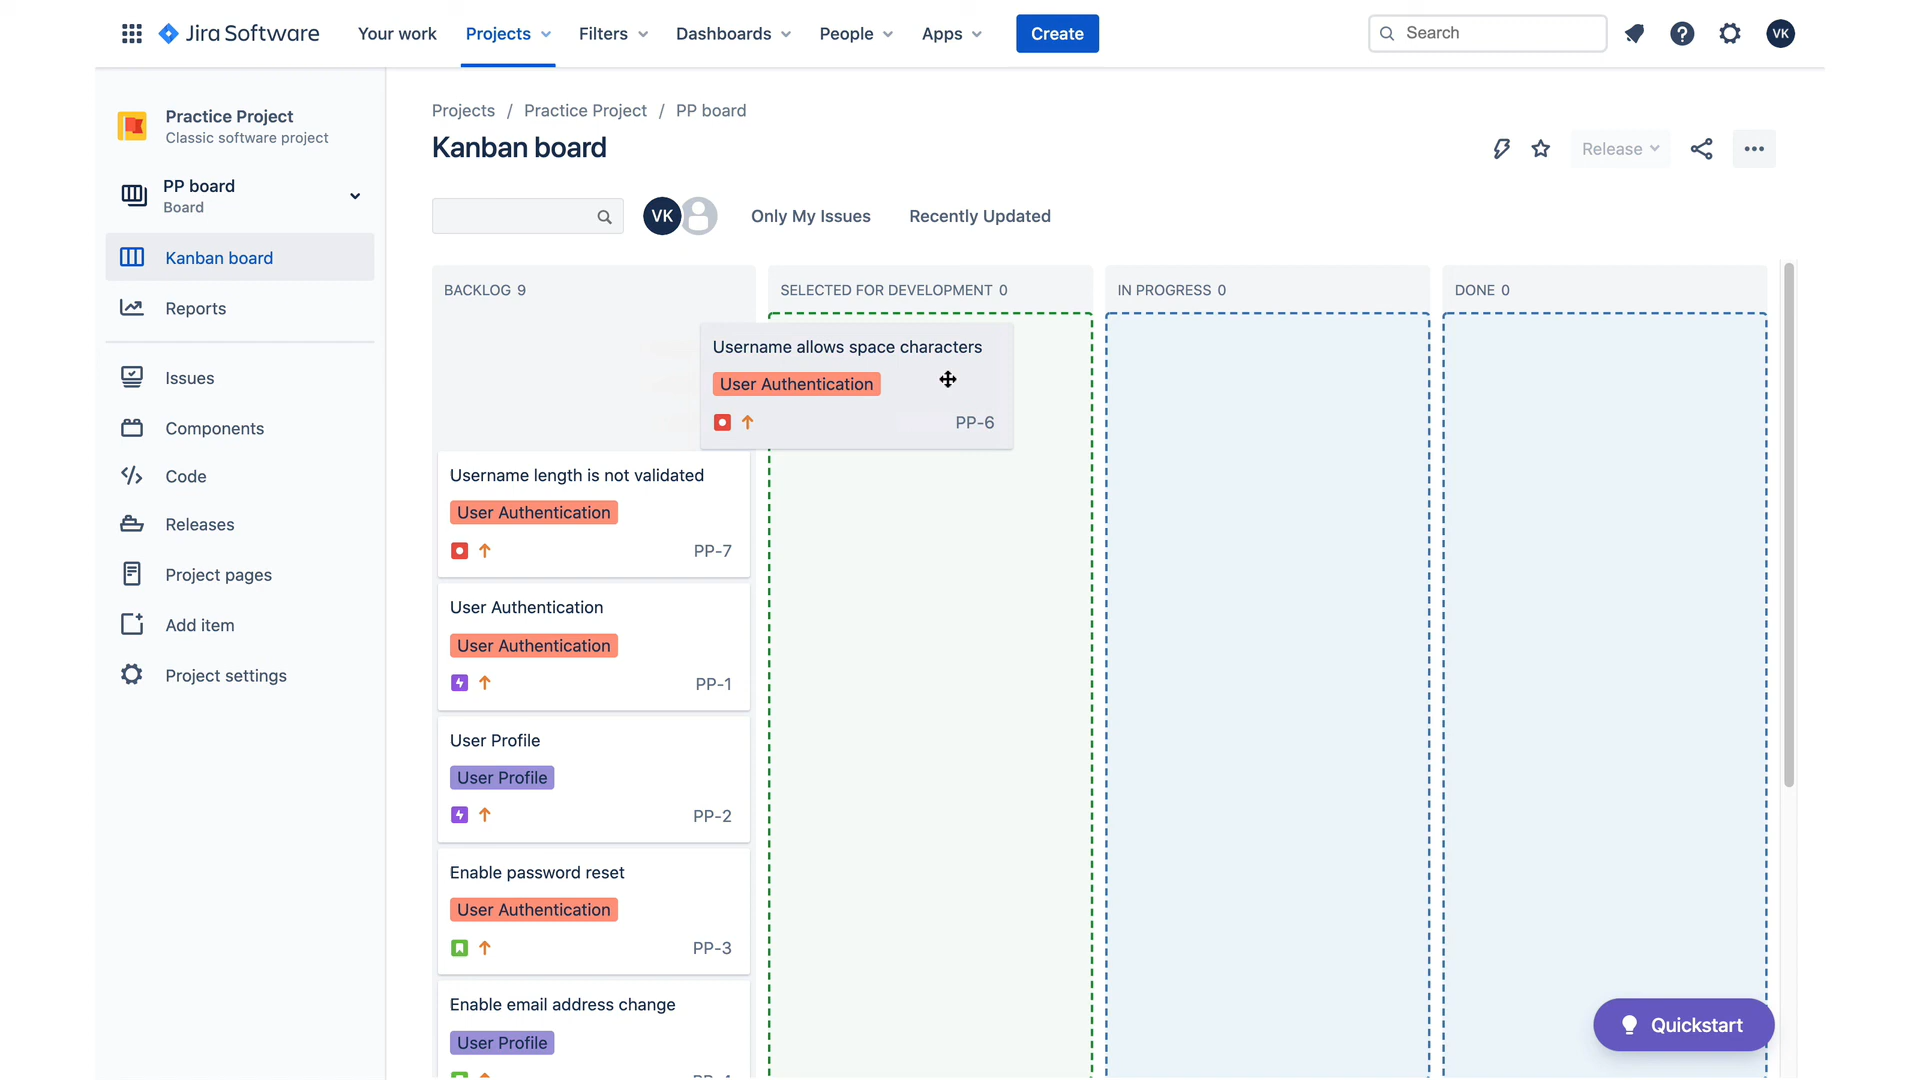 Jira Software
Your work
Projects
Filters
Dashboards
People
Apps
Create
Search
VK
Practice Project
Classic software project
PP board
Board
Kanban board
Reports
Issues
Components
Code
Releases
Project pages
Add item
Project settings
Projects / Practice Project / PP board
Kanban board
Release
VK
Only My Issues
Recently Updated
BACKLOG 9
SELECTED FOR DEVELOPMENT 0
IN PROGRESS 0
DONE 0
Username allows space characters
User Authentication
PP-6
Username length is not validated
User Authentication
PP-7
User Authentication
User Authentication
PP-1
User Profile
User Profile
PP-2
Enable password reset
User Authentication
PP-3
Enable email address change
User Profile
Quickstart